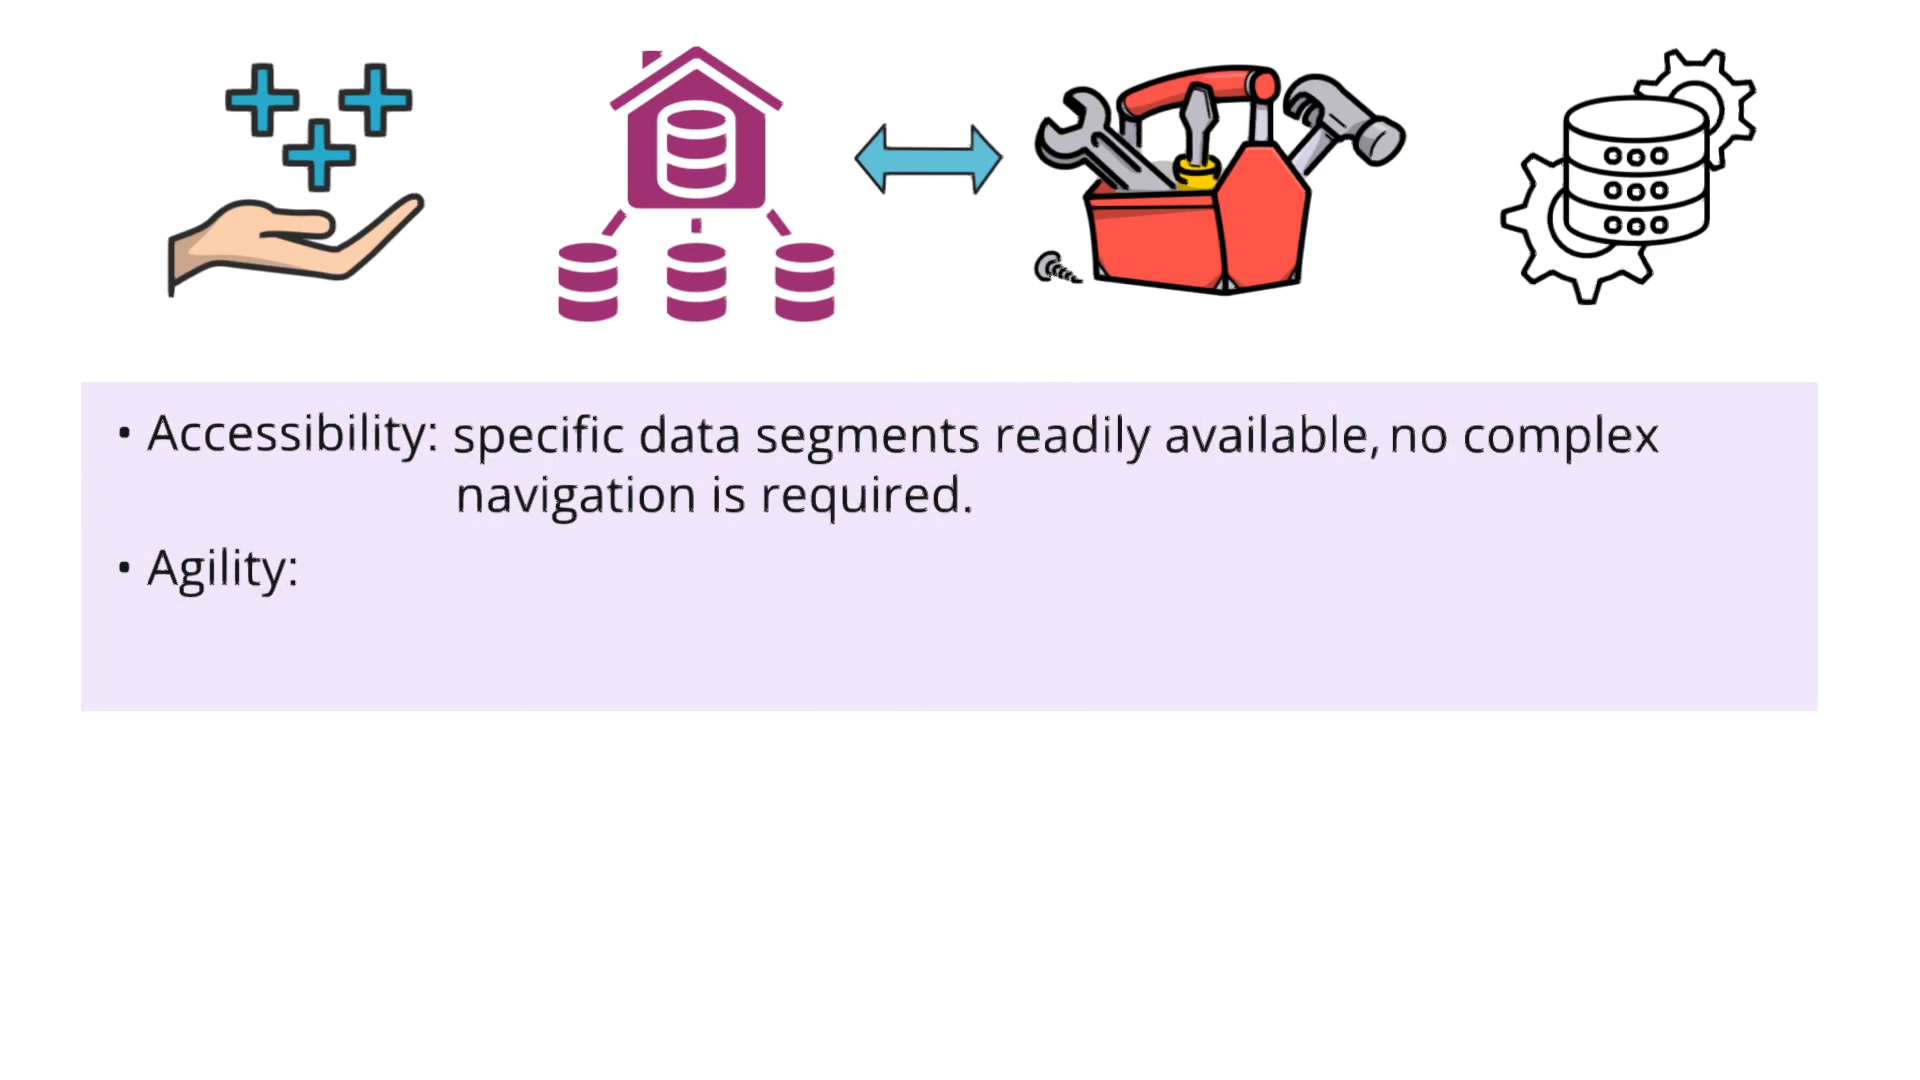 • Accessibility: specific data segments readily available, no complex
navigation is required.
• Agility: